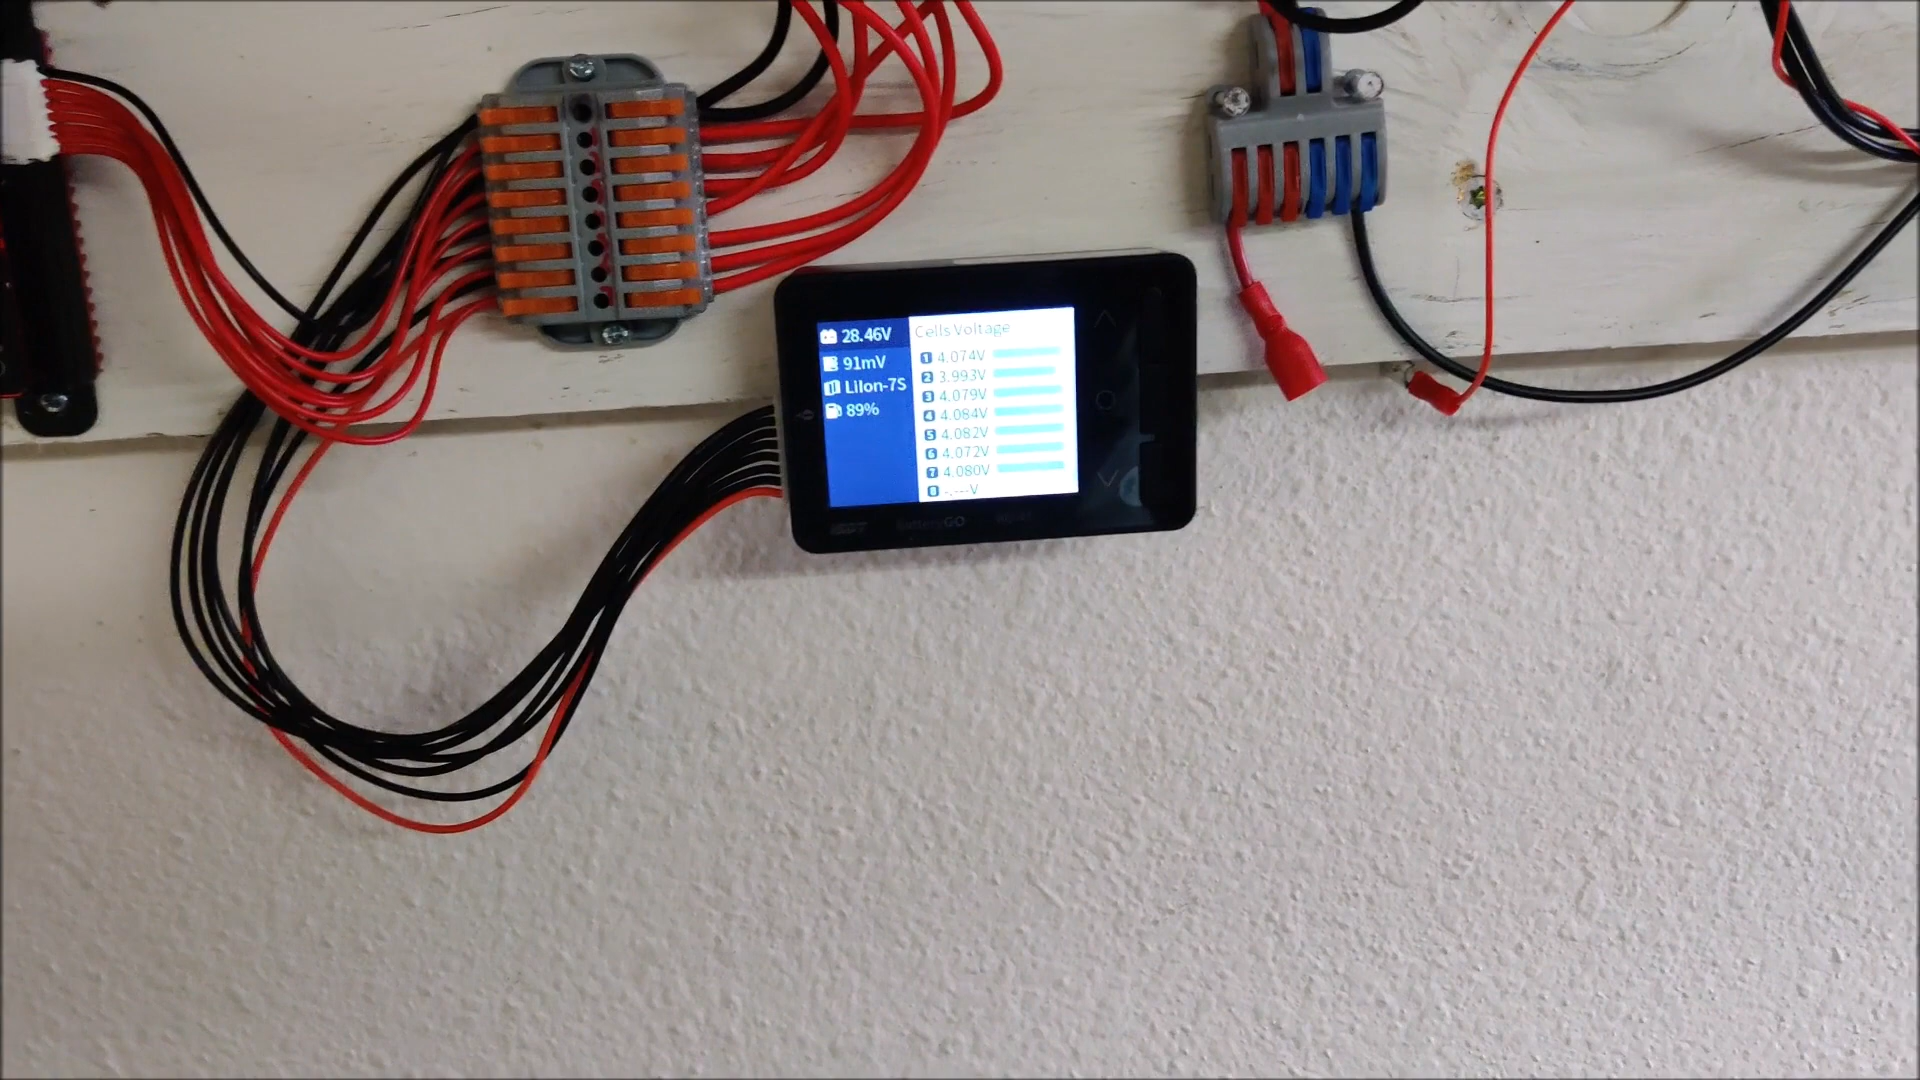 28.46V
91mV
LiIon-7S
89%
Cells Voltage
1 4.074V
2 3.993V
3 4.079V
4 4.084V
5 4.082V
6 4.072V
7 4.080V
8 -.---V
BatteryGO